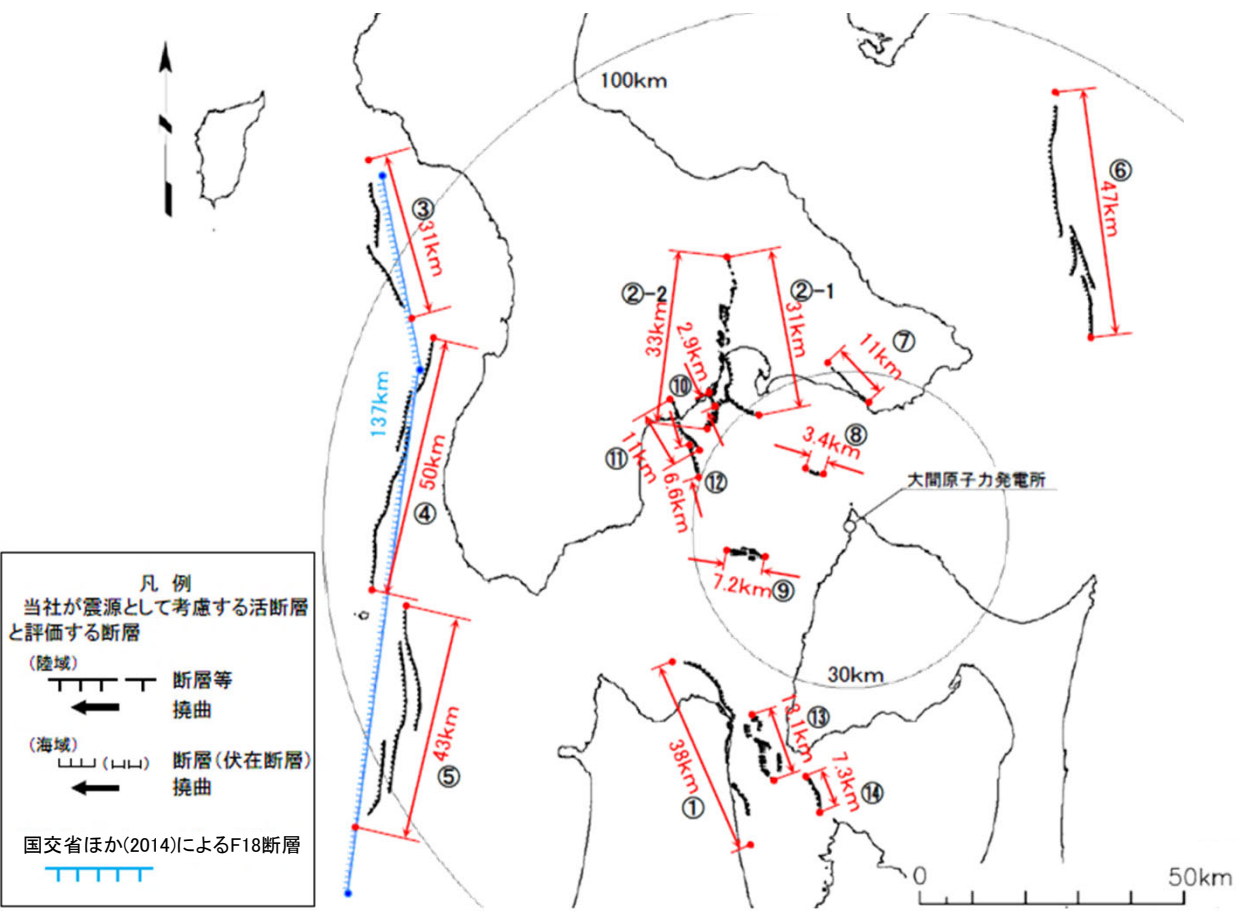 100km
③
31km
⑥
47km
②-2
②-1
33km
31km
2.9km
⑦
11km
137km
50km
⑩
⑧
3.4km
⑪
11km
⑫
6.6km
大間原子力発電所
④
7.2km
⑨
30km
43km
⑤
38km
①
13.1km
⑬
7.3km
⑭
凡 例
当社が震源として考慮する活断層
と評価する断層
(陸域)
断層等
撓曲
(海域)
断層(伏在断層)
撓曲
国交省ほか(2014)によるF18断層
0
50km